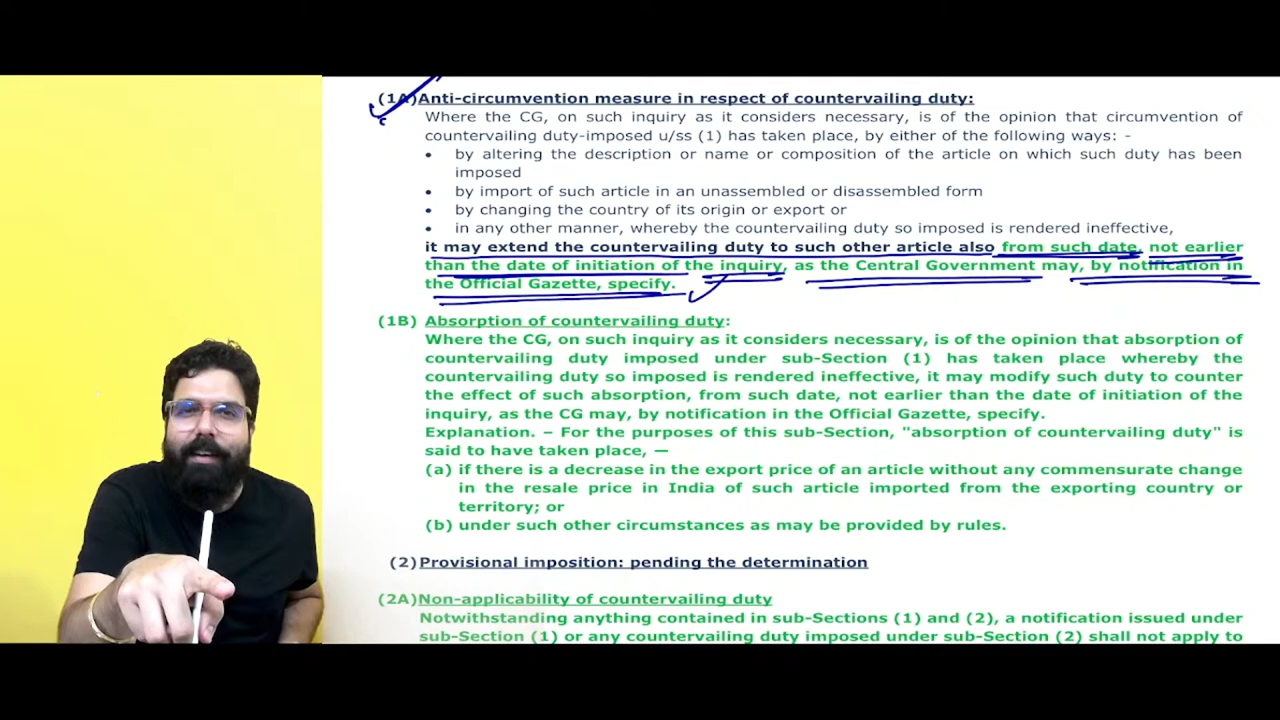 (1A) Anti-circumvention measure in respect of countervailing duty:
Where the CG, on such inquiry as it considers necessary, is of the opinion that circumvention of
countervailing duty-imposed u/ss (1) has taken place, by either of the following ways: -
• by altering the description or name or composition of the article on which such duty has been
imposed
• by import of such article in an unassembled or disassembled form
• by changing the country of its origin or export or
• in any other manner, whereby the countervailing duty so imposed is rendered ineffective,
it may extend the countervailing duty to such other article also from such date, not earlier
than the date of initiation of the inquiry, as the Central Government may, by notification in
the Official Gazette, specify.
(1B) Absorption of countervailing duty:
Where the CG, on such inquiry as it considers necessary, is of the opinion that absorption of
countervailing duty imposed under sub-Section (1) has taken place whereby the
countervailing duty so imposed is rendered ineffective, it may modify such duty to counter
the effect of such absorption, from such date, not earlier than the date of initiation of the
inquiry, as the CG may, by notification in the Official Gazette, specify.
Explanation. – For the purposes of this sub-Section, "absorption of countervailing duty" is
said to have taken place, —
(a) if there is a decrease in the export price of an article without any commensurate change
in the resale price in India of such article imported from the exporting country or
territory; or
(b) under such other circumstances as may be provided by rules.
(2) Provisional imposition: pending the determination
(2A) Non-applicability of countervailing duty
Notwithstanding anything contained in sub-Sections (1) and (2), a notification issued under
sub-Section (1) or any countervailing duty imposed under sub-Section (2) shall not apply to